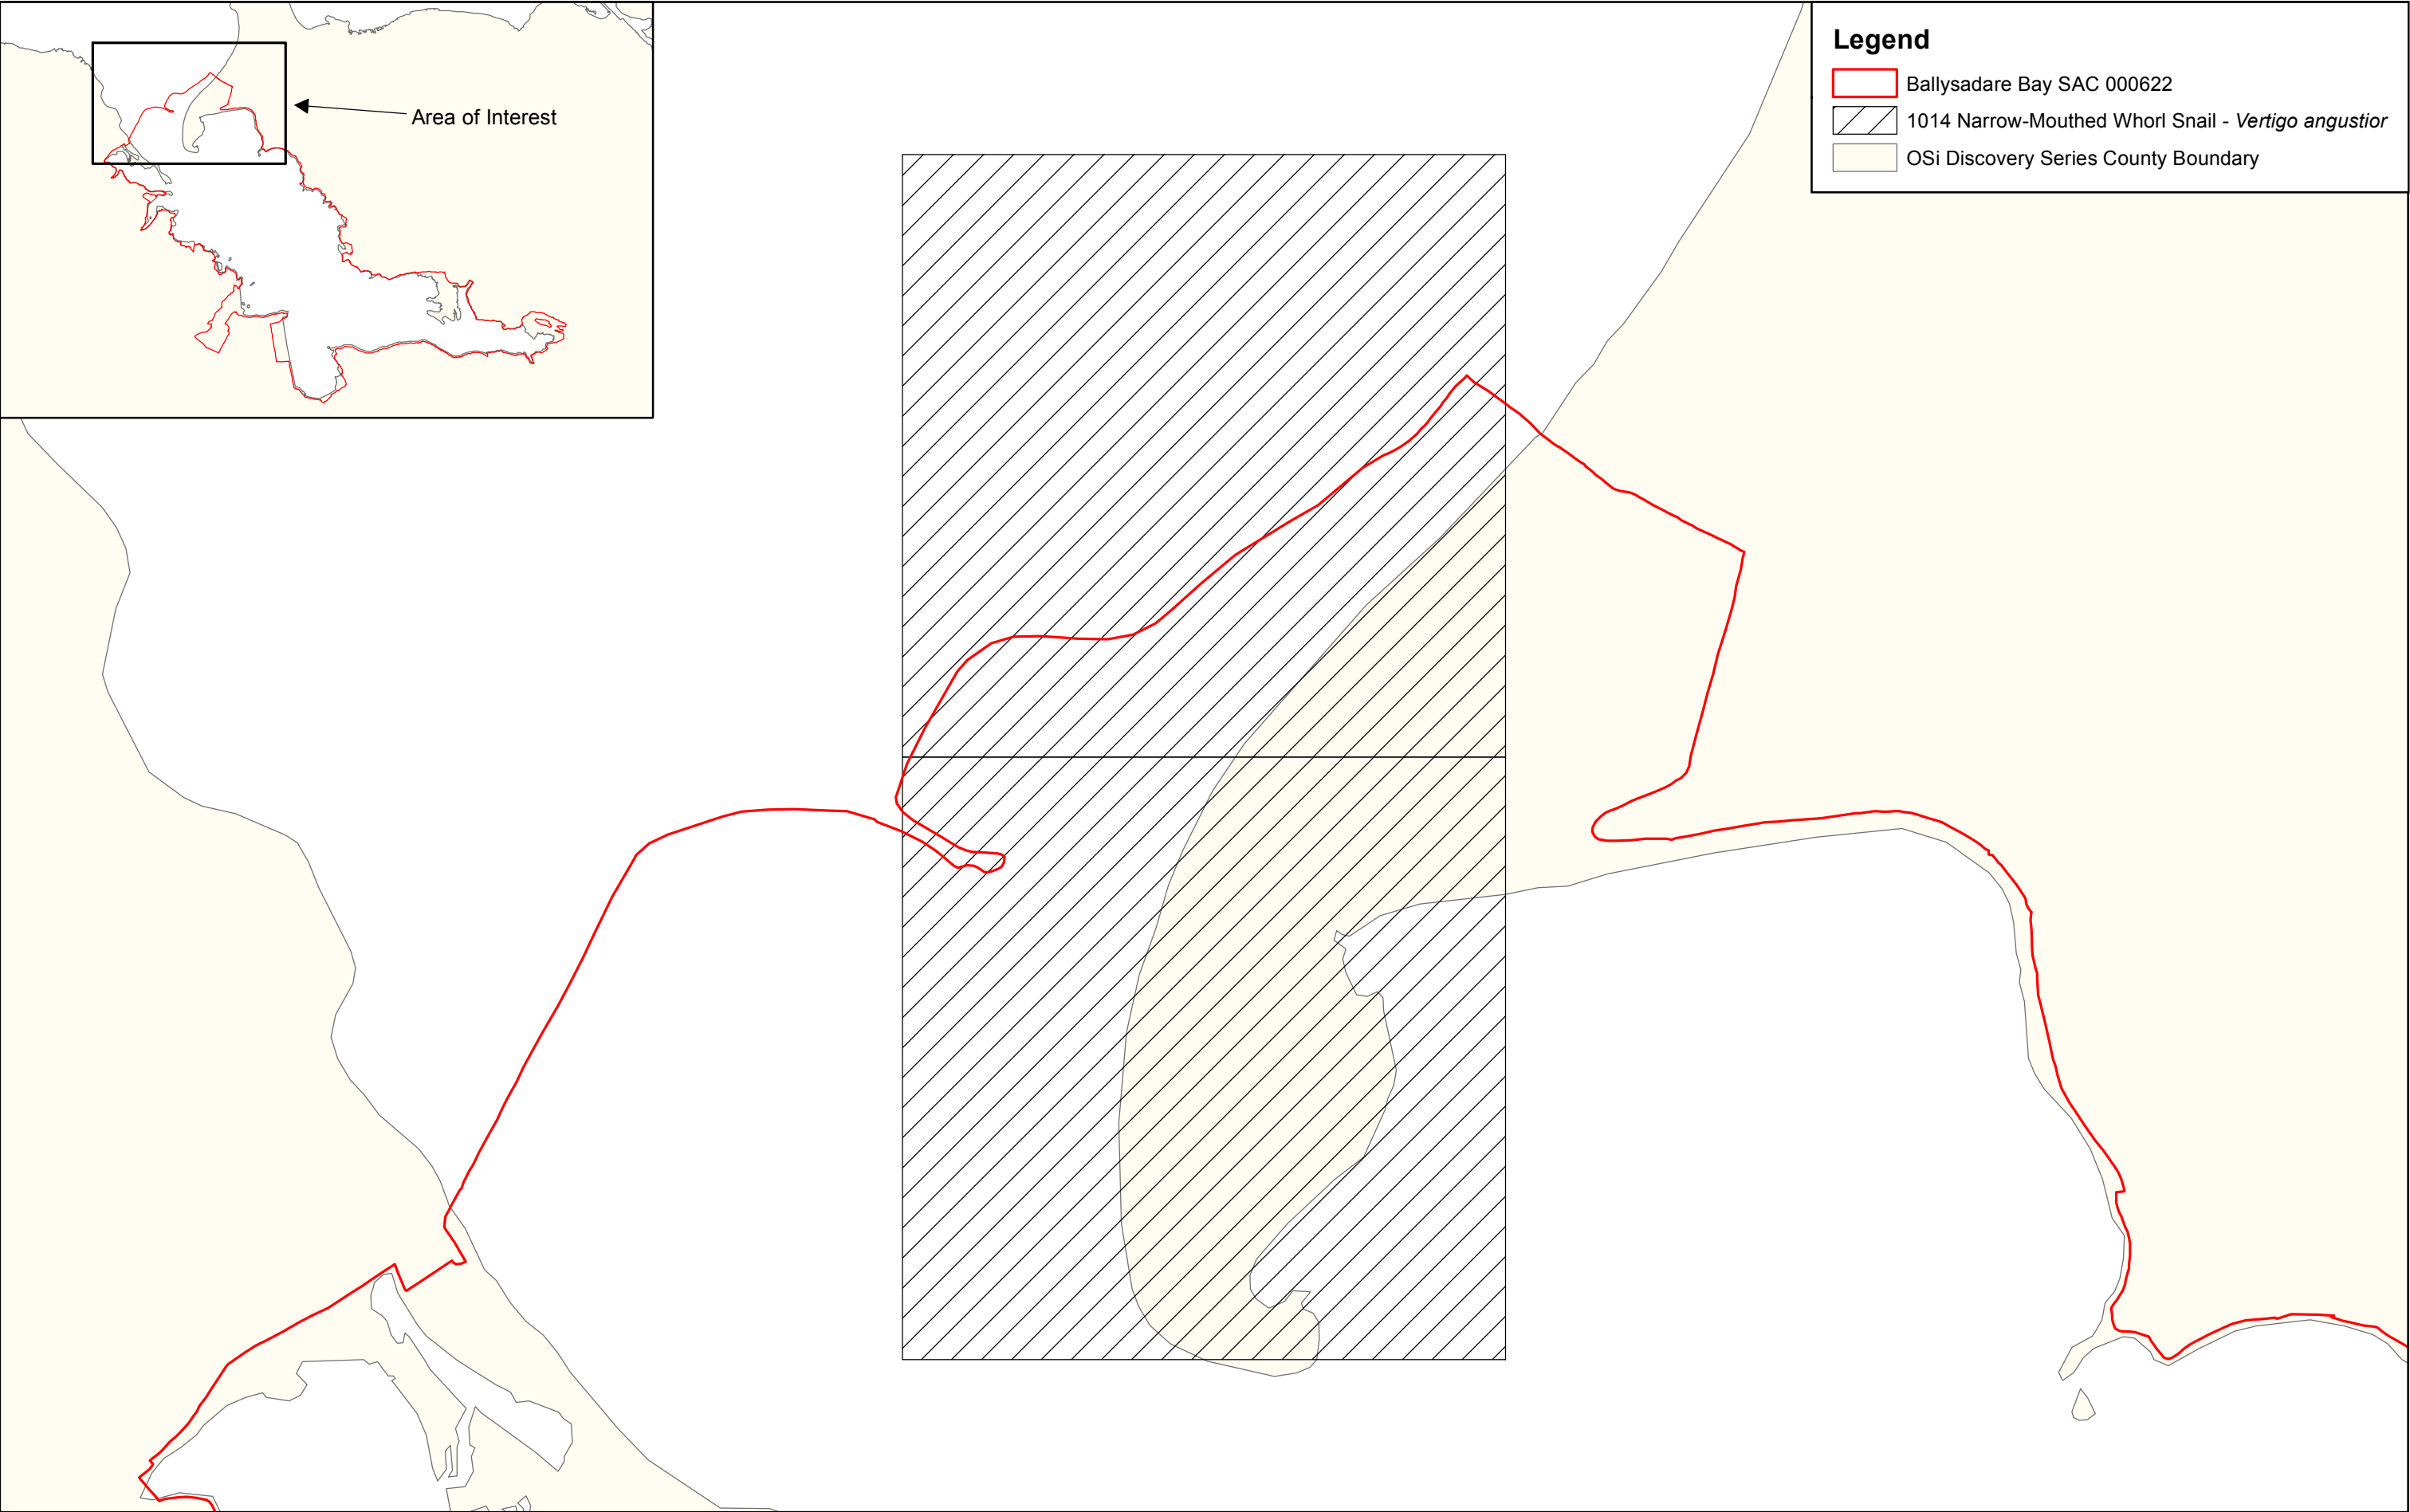 Area of Interest
Legend
Ballysadare Bay SAC 000622
1014 Narrow-Mouthed Whorl Snail - Vertigo angustior
OSi Discovery Series County Boundary